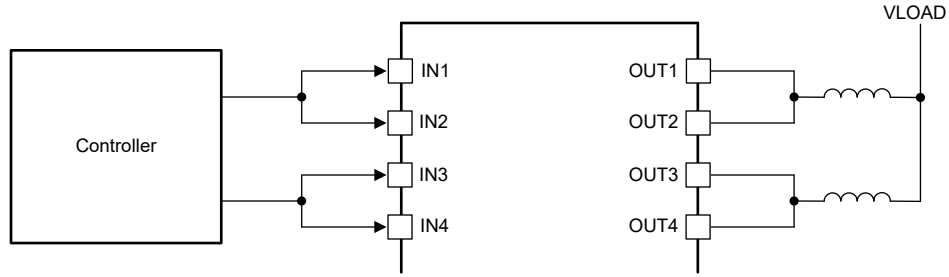 VLOAD
IN1
OUT1
IN2
OUT2
Controller
IN3
OUT3
IN4
OUT4